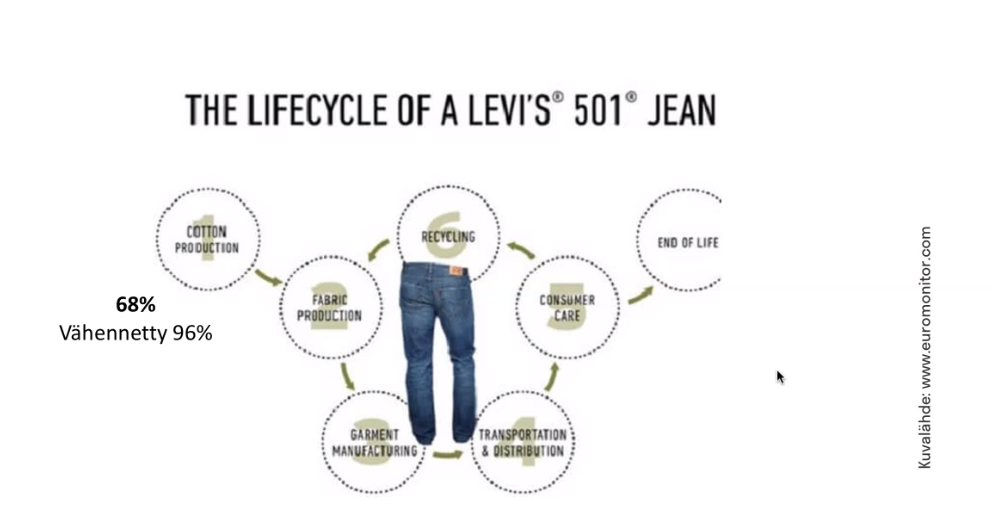 THE LIFECYCLE OF A LEVI'S® 501® JEAN
1
COTTON
PRODUCTION
68%
Vähennetty 96%
2
FABRIC
PRODUCTION
3
GARMENT
MANUFACTURING
4
TRANSPORTATION
& DISTRIBUTION
5
CONSUMER
CARE
6
RECYCLING
END OF LIFE
Kuvalähde: www.euromonitor.com